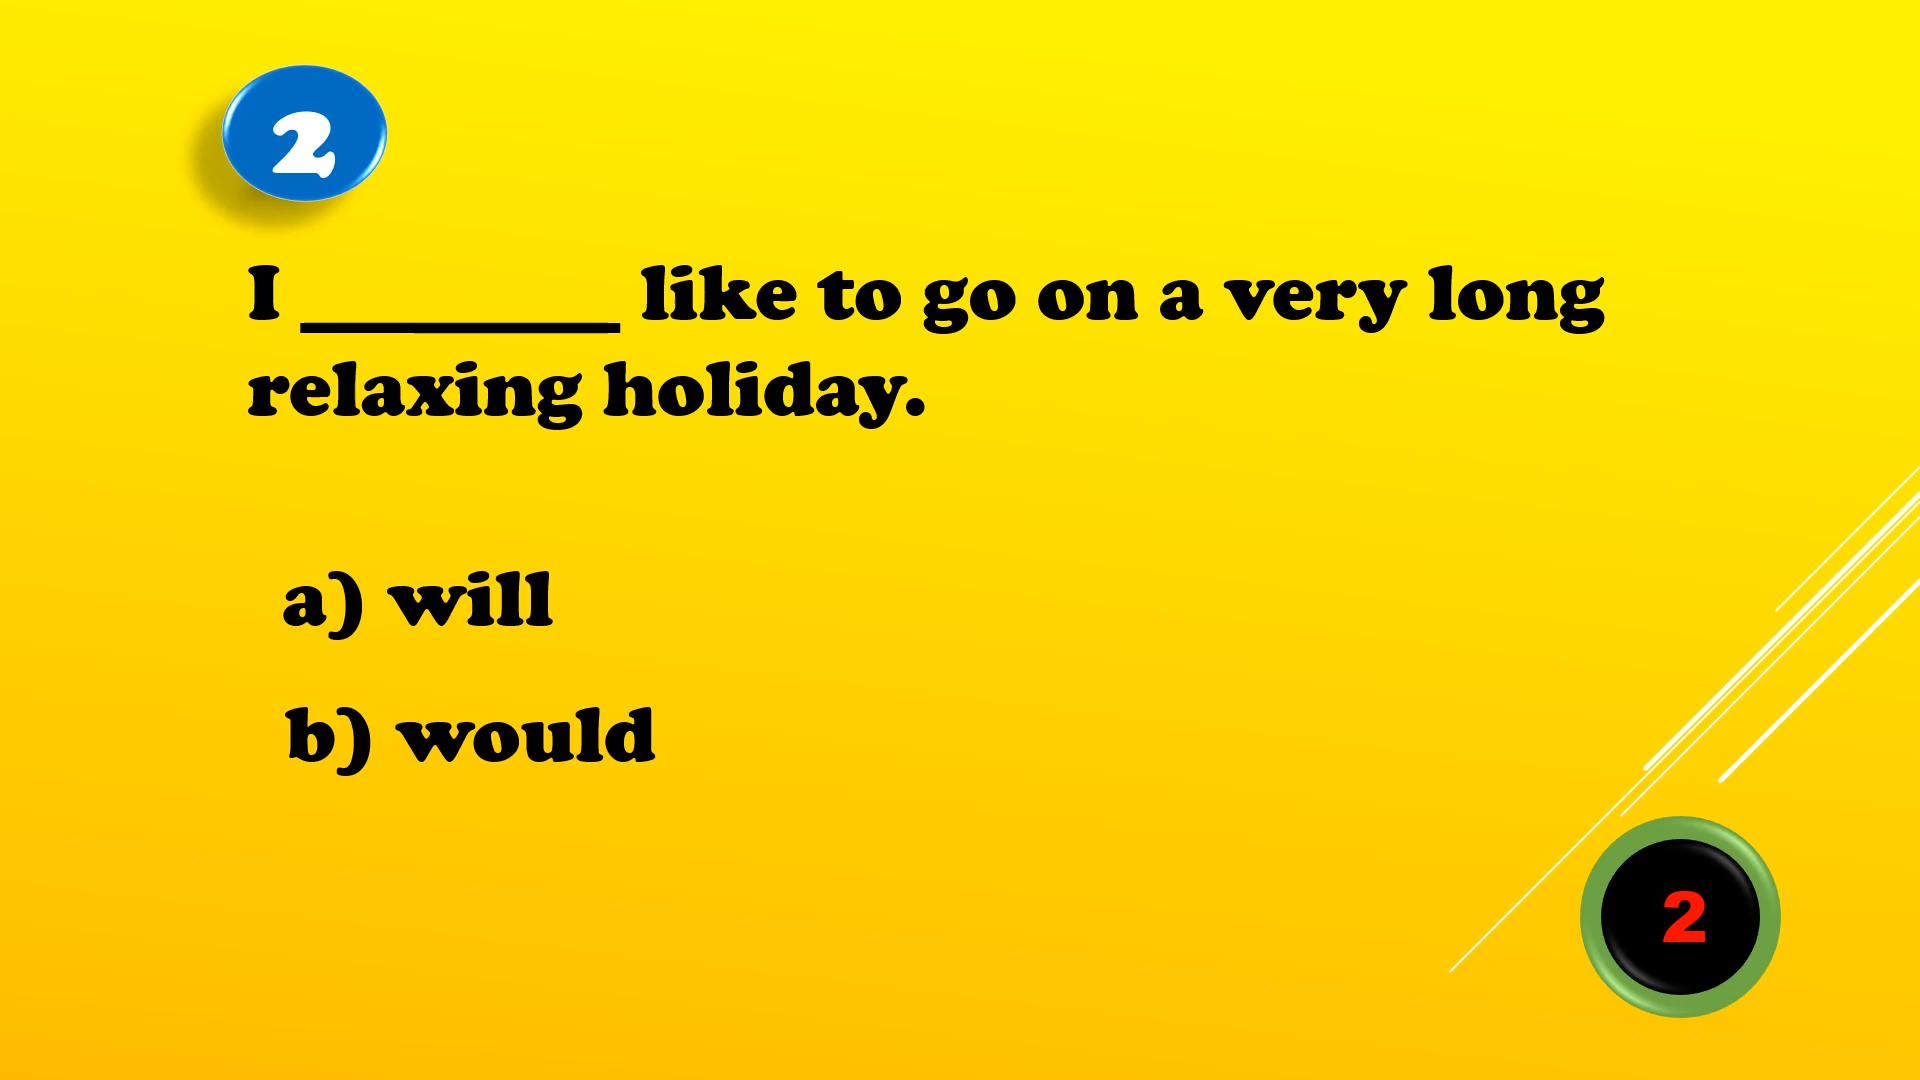 2
I ________ like to go on a very long
relaxing holiday.
a) will
b) would
2